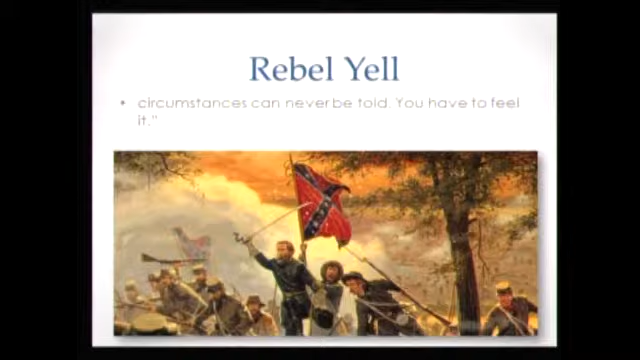 Rebel Yell
• circumstances can never be told. You have to feel
it."